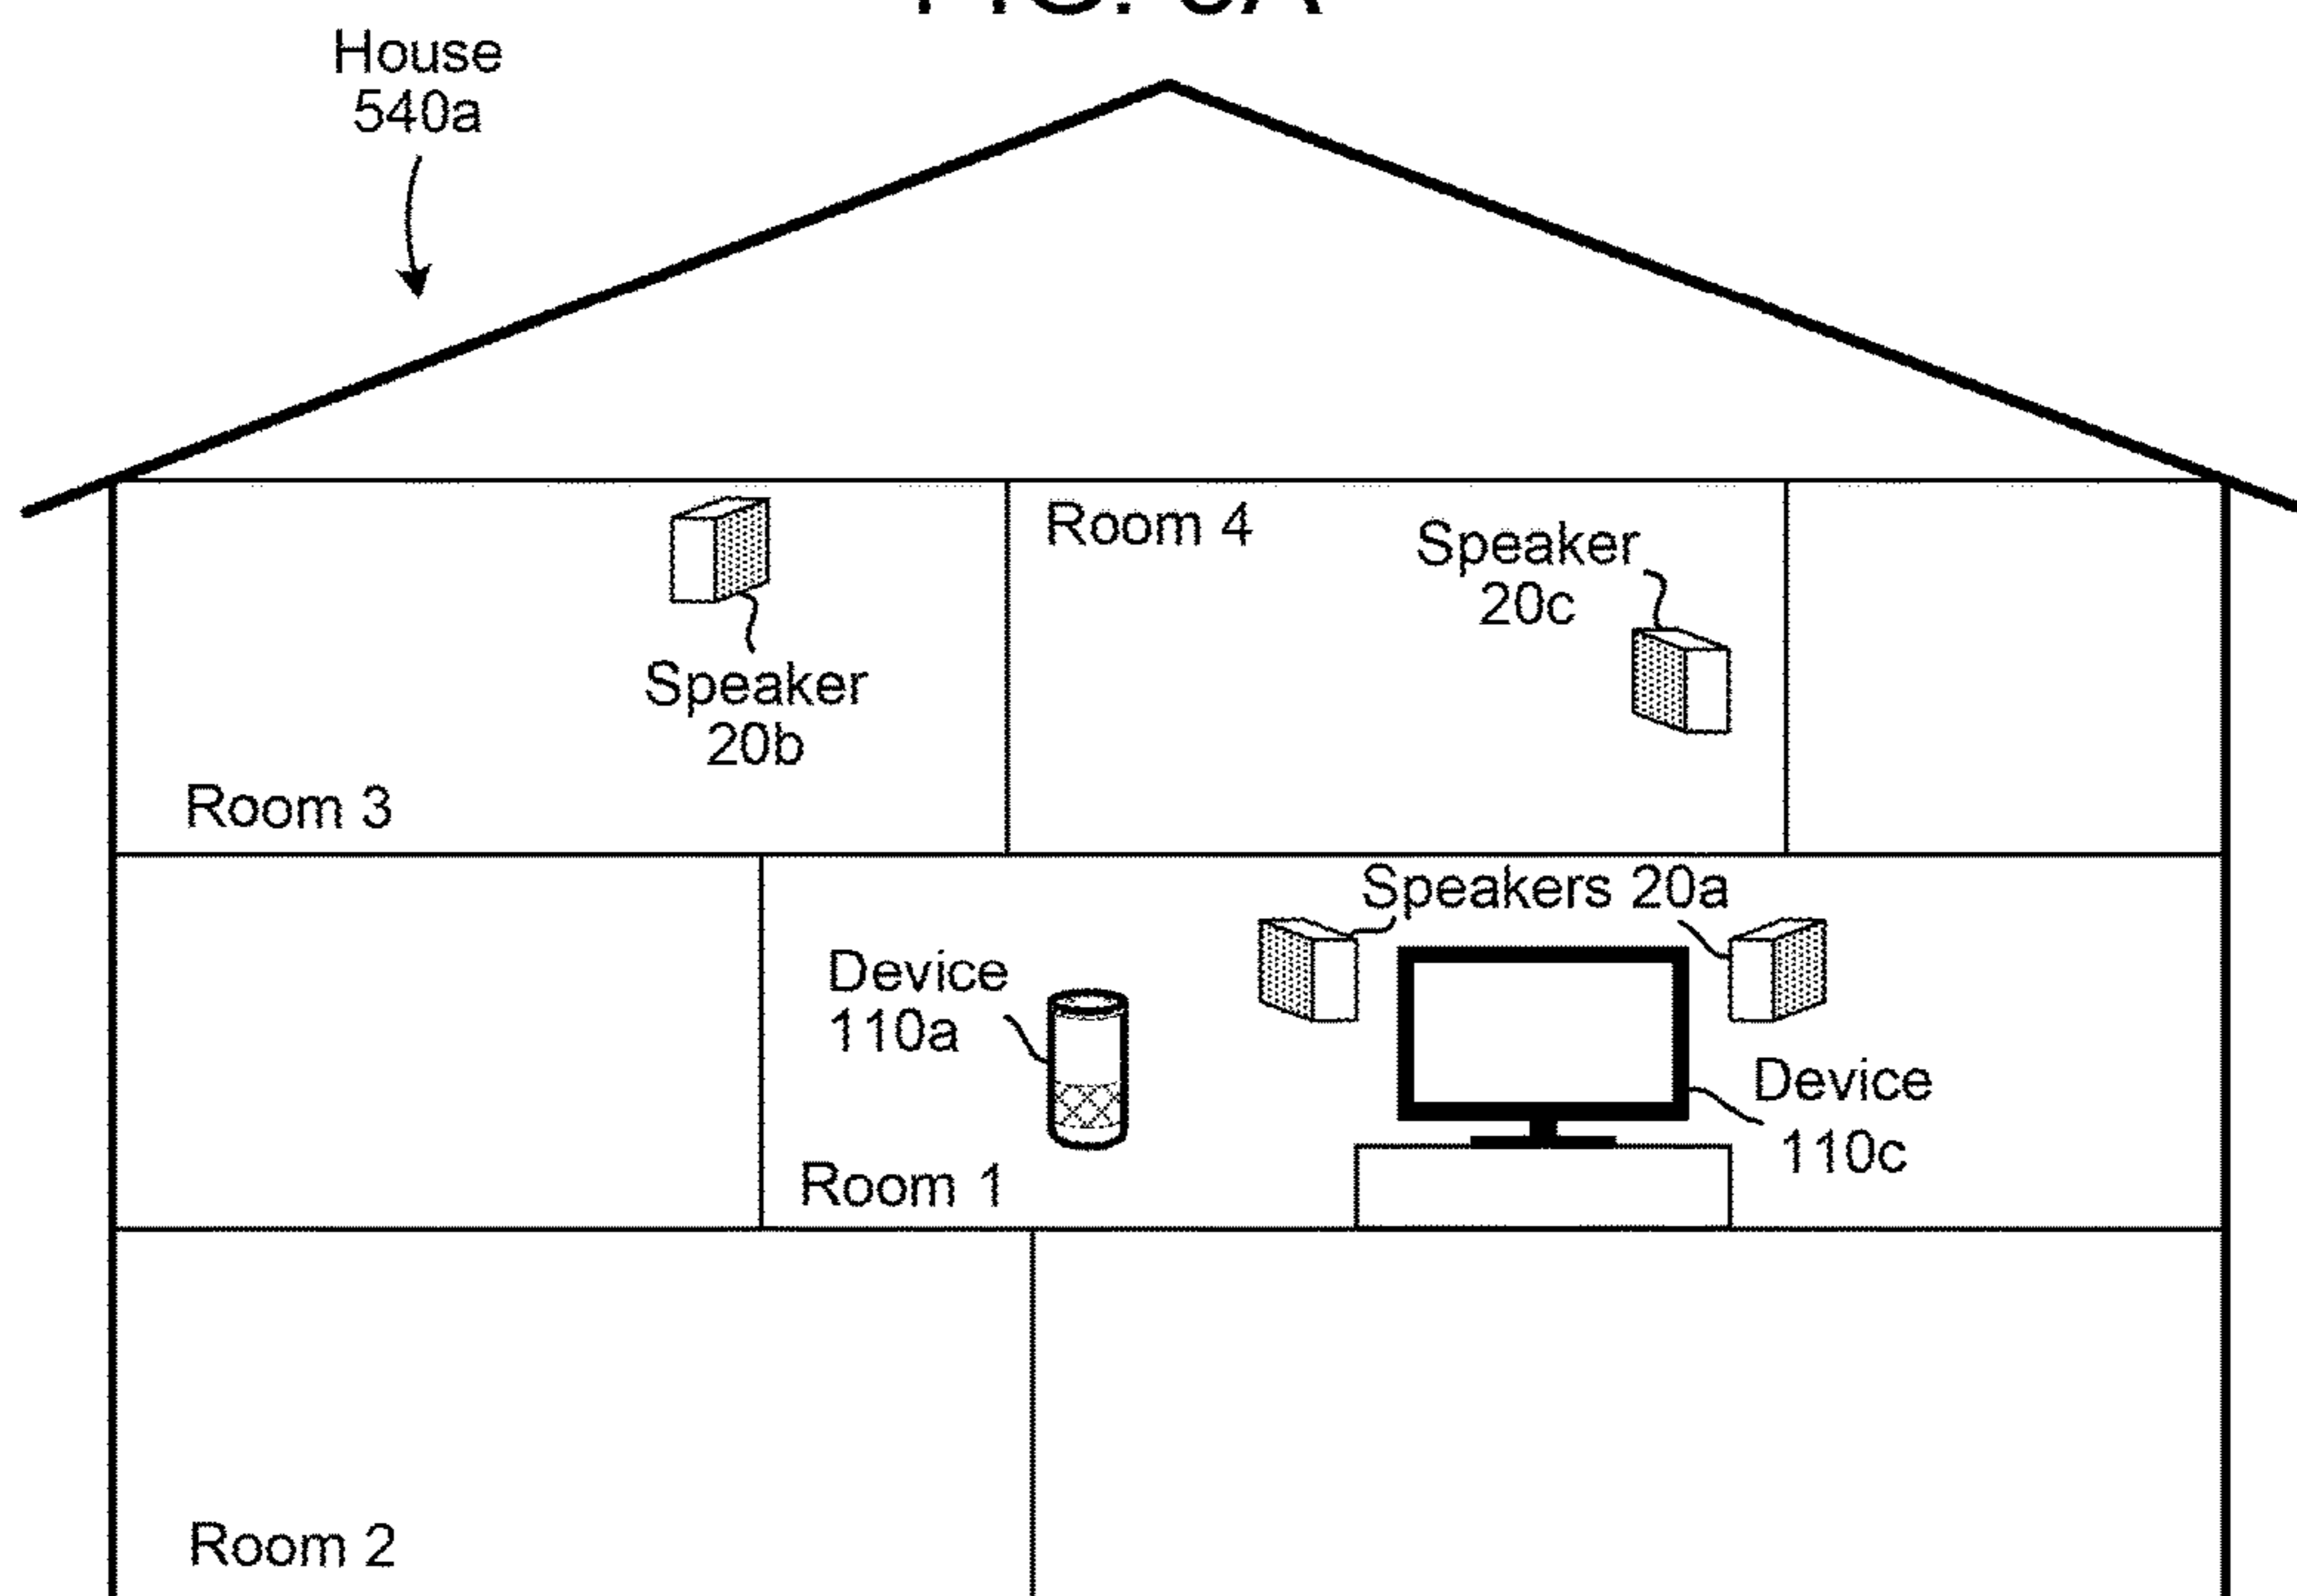 House
540a
Room 4
Speaker
20c
Speaker
20b
Room 3
Speakers 20a
Device
110a
Device
110c
Room 1
Room 2